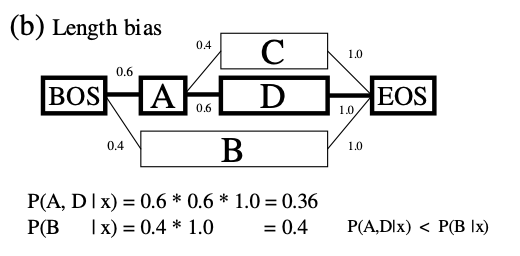 (b) Length bias
0.4 C 1.0
0.6
BOS A 0.6 D 1.0 EOS
0.4 B 1.0
P(A, D | x) = 0.6 * 0.6 * 1.0 = 0.36
P(B | x) = 0.4 * 1.0 = 0.4 P(A,D|x) < P(B |x)